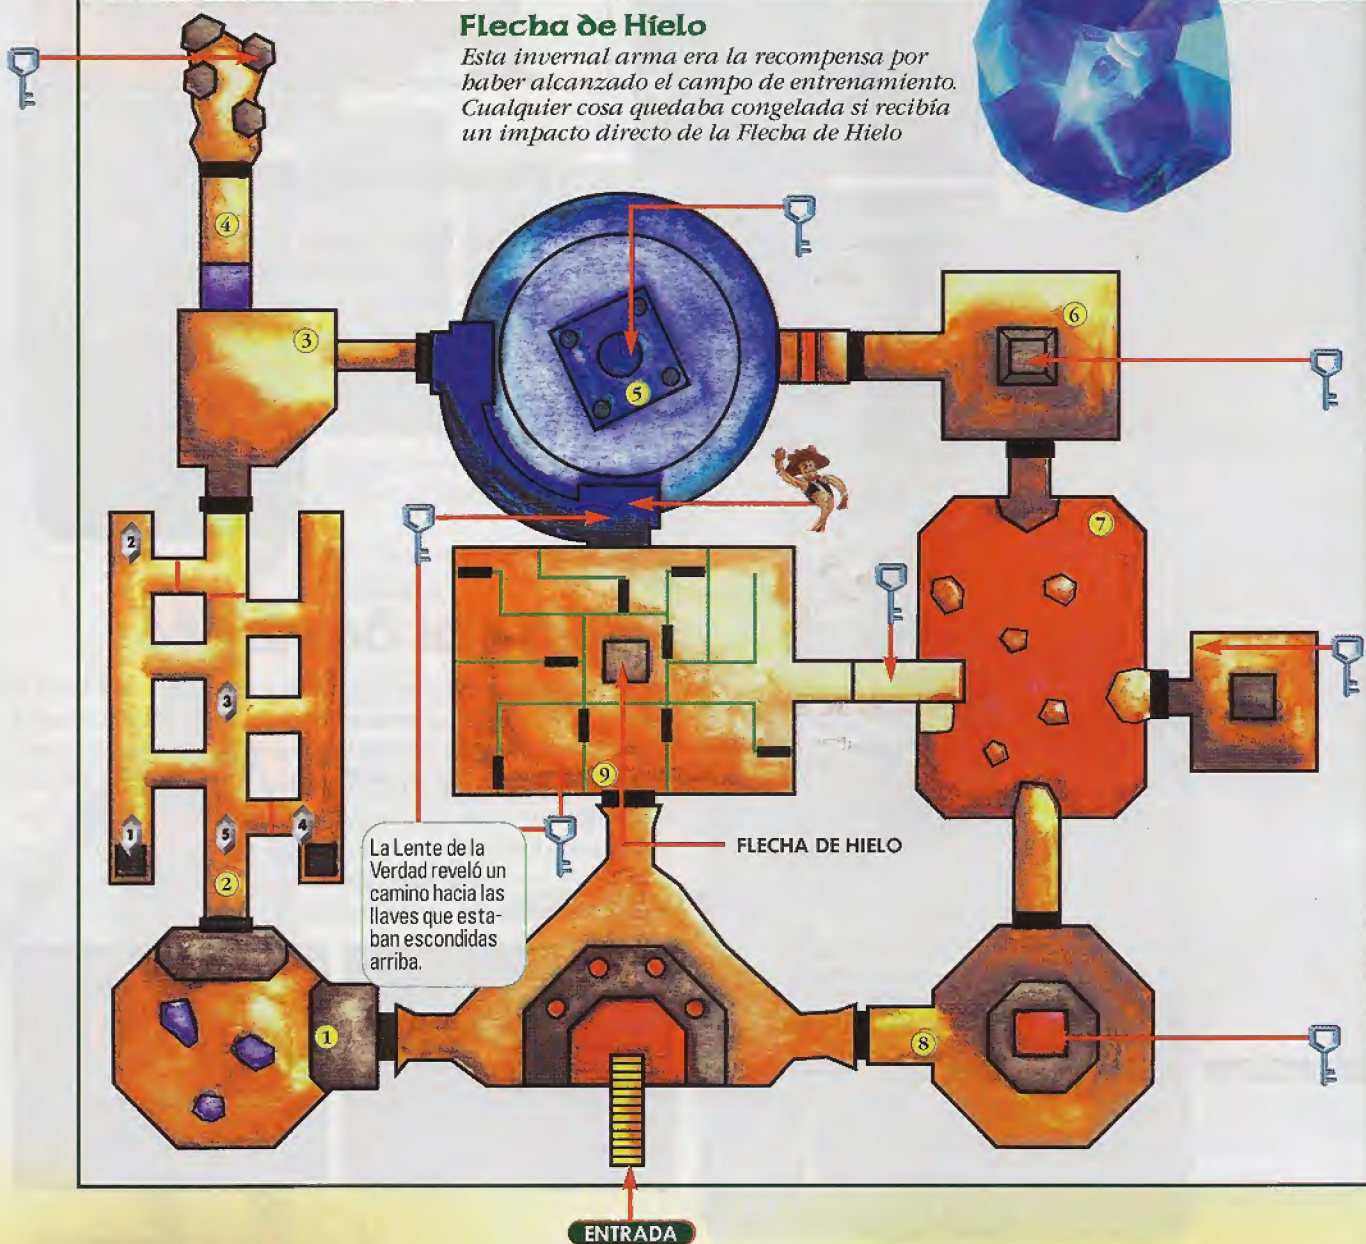 Flecha de Hielo
Esta invernal arma era la recompensa por
haber alcanzado el campo de entrenamiento.
Cualquier cosa quedaba congelada si recibía
un impacto directo de la Flecha de Hielo
4
3
5
6
7
2
3
1
5
4
2
9
La Lente de la
Verdad reveló un
camino hacia las
llaves que esta-
ban escondidas
arriba.
FLECHA DE HIELO
1
8
ENTRADA